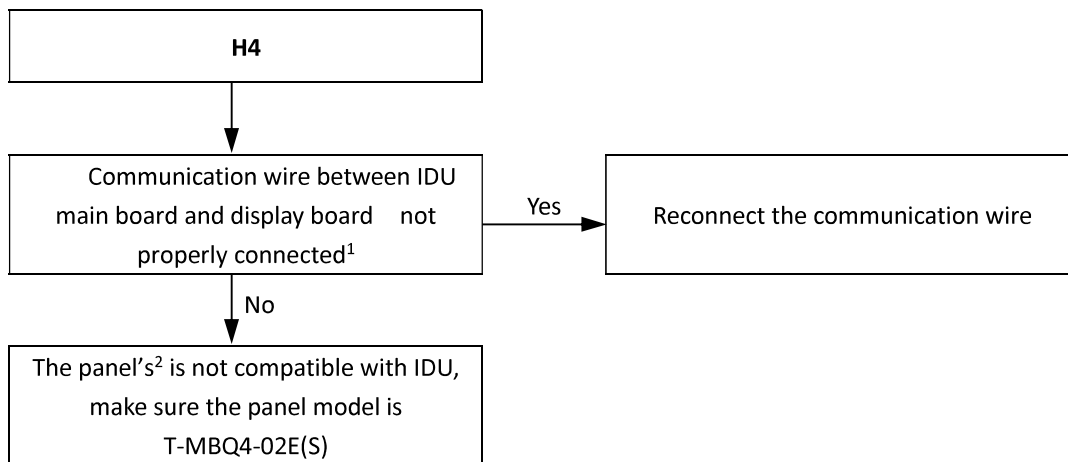 H4
Communication wire between IDU
main board and display board not
properly connected¹
Yes
Reconnect the communication wire
No
The panel’s² is not compatible with IDU,
make sure the panel model is
T-MBQ4-02E(S)